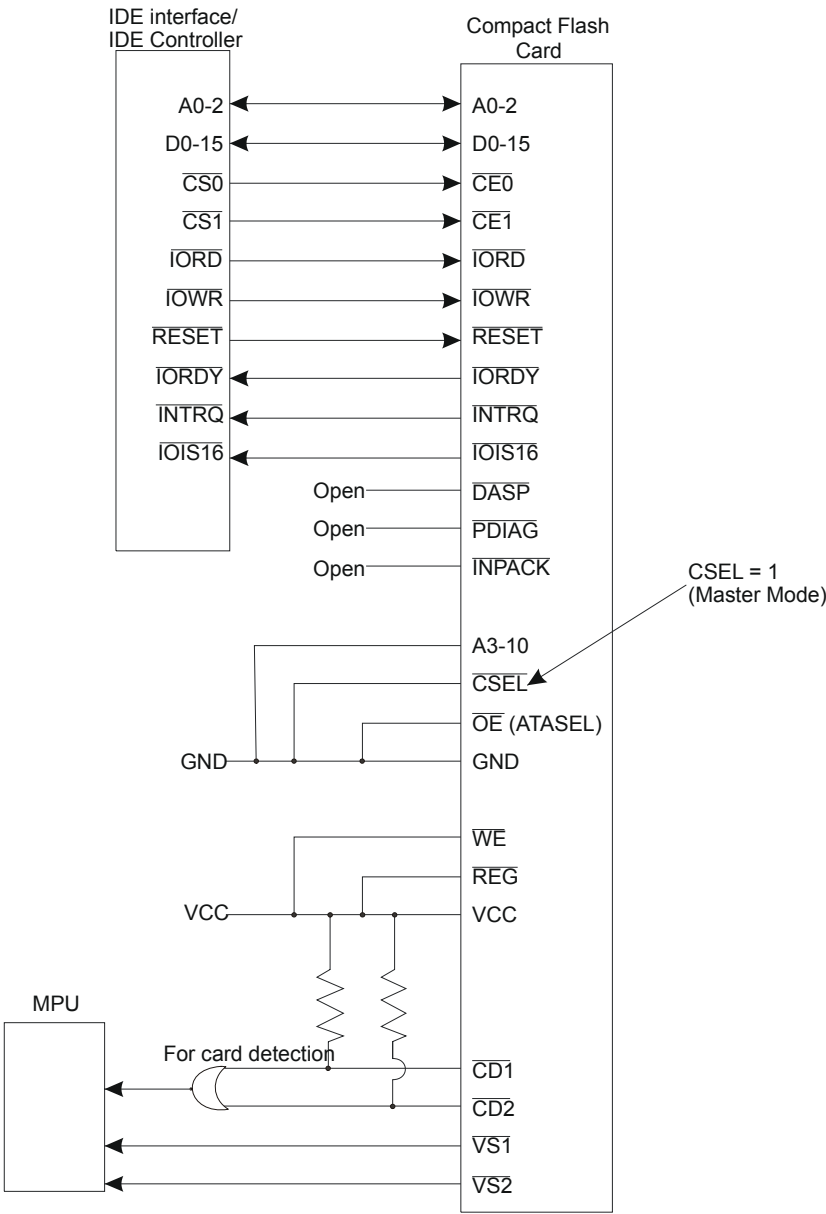 IDE interface/
IDE Controller
Compact Flash
Card
A0-2 A0-2
D0-15 D0-15
CS0 CE0
CS1 CE1
IORD IORD
IOWR IOWR
RESET RESET
IORDY IORDY
INTRQ INTRQ
IOIS16 IOIS16
Open DASP
Open PDIAG
Open INPACK
CSEL = 1
(Master Mode)
A3-10
CSEL
OE (ATASEL)
GND GND
WE
REG
VCC VCC
MPU
For card detection
CD1
CD2
VS1
VS2